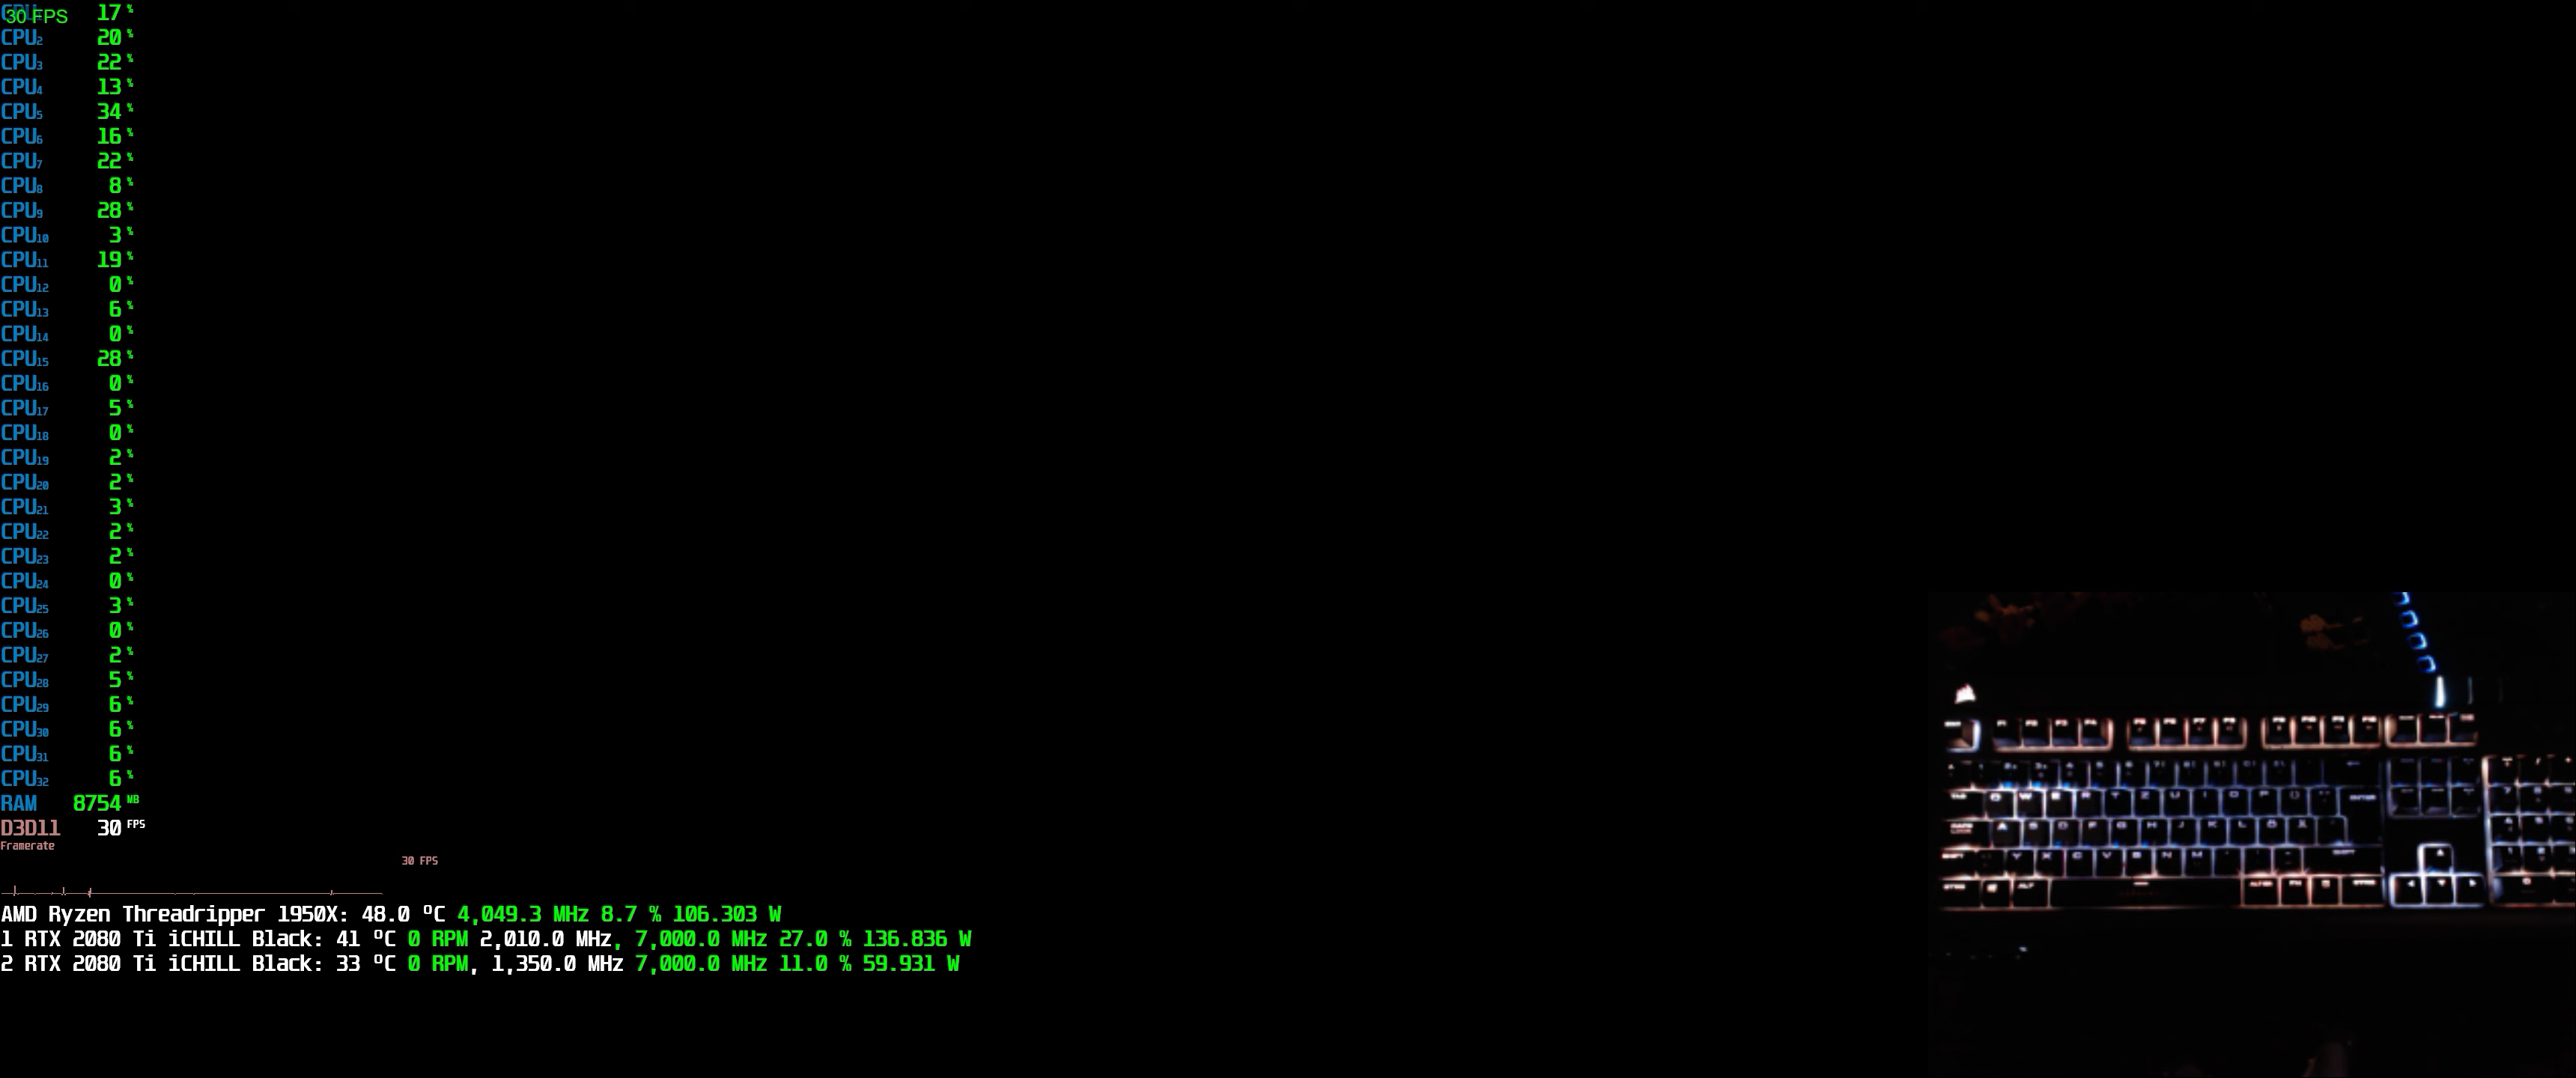 30 FPS
17 %
CPU2 20 %
CPU3 22 %
CPU4 13 %
CPU5 34 %
CPU6 16 %
CPU7 22 %
CPU8 8 %
CPU9 28 %
CPU10 3 %
CPU11 19 %
CPU12 0 %
CPU13 6 %
CPU14 0 %
CPU15 28 %
CPU16 0 %
CPU17 5 %
CPU18 0 %
CPU19 2 %
CPU20 2 %
CPU21 3 %
CPU22 2 %
CPU23 2 %
CPU24 0 %
CPU25 3 %
CPU26 0 %
CPU27 2 %
CPU28 5 %
CPU29 6 %
CPU30 6 %
CPU31 6 %
CPU32 6 %
RAM 8754 MB
D3D11 30 FPS
Framerate
30 FPS
AMD Ryzen Threadripper 1950X: 48.0 ºC 4,049.3 MHz 8.7 % 106.303 W
1 RTX 2080 Ti iCHILL Black: 41 ºC 0 RPM 2,010.0 MHz, 7,000.0 MHz 27.0 % 136.836 W
2 RTX 2080 Ti iCHILL Black: 33 ºC 0 RPM, 1,350.0 MHz 7,000.0 MHz 11.0 % 59.931 W